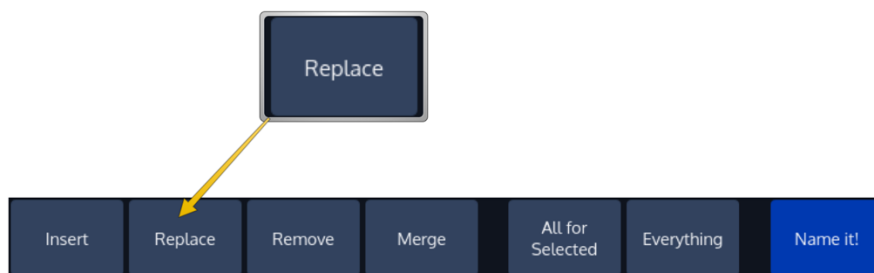 Replace
Insert
Replace
Remove
Merge
All for
Selected
Everything
Name it!